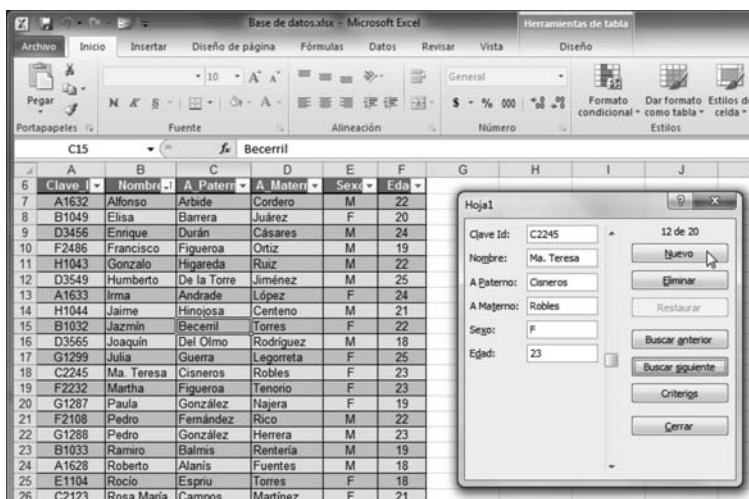 Base de datos.xlsx - Microsoft Excel
Herramientas de tabla
Archivo Inicio Insertar Diseño de página Fórmulas Datos Revisar Vista Diseño
Pegar
N K S
10
A A
A
General
$ % 000
Formato condicional
Dar formato como tabla
Estilos de celda
Portapapeles Fuente Alineación Número Estilos
C15 fx Becerril
A B C D E F G H I J
6 Clave_I Nombre A_Patern A_Matern Sexo Eda
7 A1632 Alfonso Arbide Cordero M 22
8 B1049 Elisa Barrera Juárez F 20
9 D3456 Enrique Durán Cásares M 24
10 F2486 Francisco Figueroa Ortiz M 19
11 H1043 Gonzalo Higareda Ruiz M 22
12 D3549 Humberto De la Torre Jiménez M 25
13 A1633 Irma Andrade López F 24
14 H1044 Jaime Hinojosa Centeno M 21
15 B1032 Jazmín Becerril Torres F 22
16 D3565 Joaquín Del Olmo Rodríguez M 18
17 G1299 Julia Guerra Legorreta F 25
18 C2245 Ma. Teresa Cisneros Robles F 23
19 F2232 Martha Figueroa Tenorio F 23
20 G1287 Paula González Najera F 19
21 F2108 Pedro Fernández Rico M 22
22 G1288 Pedro González Herrera M 23
23 B1033 Ramiro Balmis Rentería M 19
24 A1628 Roberto Alanís Fuentes M 18
25 E1104 Rocío Espriu Torres F 18
26 C2123 Rosa María Campos Martínez F 21
Hoja1
Clave Id: C2245
Nombre: Ma. Teresa
A Paterno: Cisneros
A Materno: Robles
Sexo: F
Edad: 23
12 de 20
Nuevo
Eliminar
Restaurar
Buscar anterior
Buscar siguiente
Criterios
Cerrar